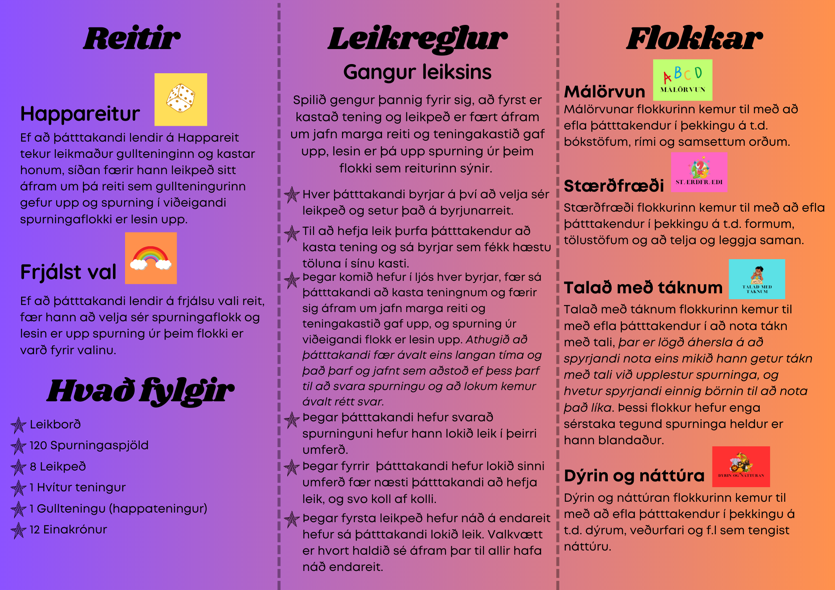 Reitir
Happareitur
Ef að þátttakandi lendir á Happareit
tekur leikmaður gullteninginn og kastar
honum, síðan færir hann leikpeð sitt
áfram um þá reiti sem gullteningurinn
gefur upp og spurning í viðeigandi
spurningaflokki er lesin upp.
Frjálst val
Ef að þátttakandi lendir á frjálsu vali reit,
fær hann að velja sér spurningaflokk og
lesin er upp spurning úr þeim flokki er
varð fyrir valinu.
Hvað fylgir
Leikborð
120 Spurningaspjöld
8 Leikpeð
1 Hvítur teningur
1 Gullteningu (happateningur)
12 Einakrónur
Leikreglur
Gangur leiksins
Spilið gengur þannig fyrir sig, að fyrst er
kastað tening og leikpeð er fært áfram
um jafn marga reiti og teningakastið gaf
upp, lesin er þá upp spurning úr þeim
flokki sem reiturinn sýnir.
Hver þátttakandi byrjar á því að velja sér
leikpeð og setur það á byrjunarreit.
Til að hefja leik þurfa þátttakendur að
kasta tening og sá byrjar sem fékk hæstu
töluna í sínu kasti.
Þegar komið hefur í ljós hver byrjar, fær sá
þátttakandi að kasta teningnum og færir
sig áfram um jafn marga reiti og
teningakastið gaf upp, og spurning úr
viðeigandi flokk er lesin upp. Athugið að
þátttakandi fær ávalt eins langan tíma og
það þarf og jafnt sem aðstoð ef þess þarf
til að svara spurningu og að lokum kemur
ávalt rétt svar.
Þegar þátttakandi hefur svarað
spurninguni hefur hann lokið leik í þeirri
umferð.
Þegar fyrrir þátttakandi hefur lokið sinni
umferð fær næsti þátttakandi að hefja
leik, og svo koll af kolli.
Þegar fyrsta leikpeð hefur náð á endareit
hefur sá þátttakandi lokið leik. Valkvætt
er hvort haldið sé áfram þar til allir hafa
náð endareit.
Flokkar
ABCD
MÁLÖRVUN
Málörvun
Málörvunar flokkurinn kemur til með að
efla þátttakendur í þekkingu á t.d.
bókstöfum, rími og samsettum orðum.
STÆRÐFRÆÐI
Stærðfræði
Stærðfræði flokkurinn kemur til með að efla
þátttakendur í þekkingu á t.d. formum,
tölustöfum og að telja og leggja saman.
TALAÐ MEÐ
TÁKNUM
Talað með táknum
Talað með táknum flokkurinn kemur til
með efla þátttakendur í að nota tákn
með tali, þar er lögð áhersla á að
spyrjandi nota eins mikið hann getur tákn
með tali við upplestur spurninga, og
hvetur spyrjandi einnig börnin til að nota
það líka. Þessi flokkur hefur enga
sérstaka tegund spurninga heldur er
hann blandaður.
DÝRIN OG NÁTTÚRAN
Dýrin og náttúra
Dýrin og náttúran flokkurinn kemur til
með að efla þátttakendur í þekkingu á
t.d. dýrum, veðurfari og f.l sem tengist
náttúru.